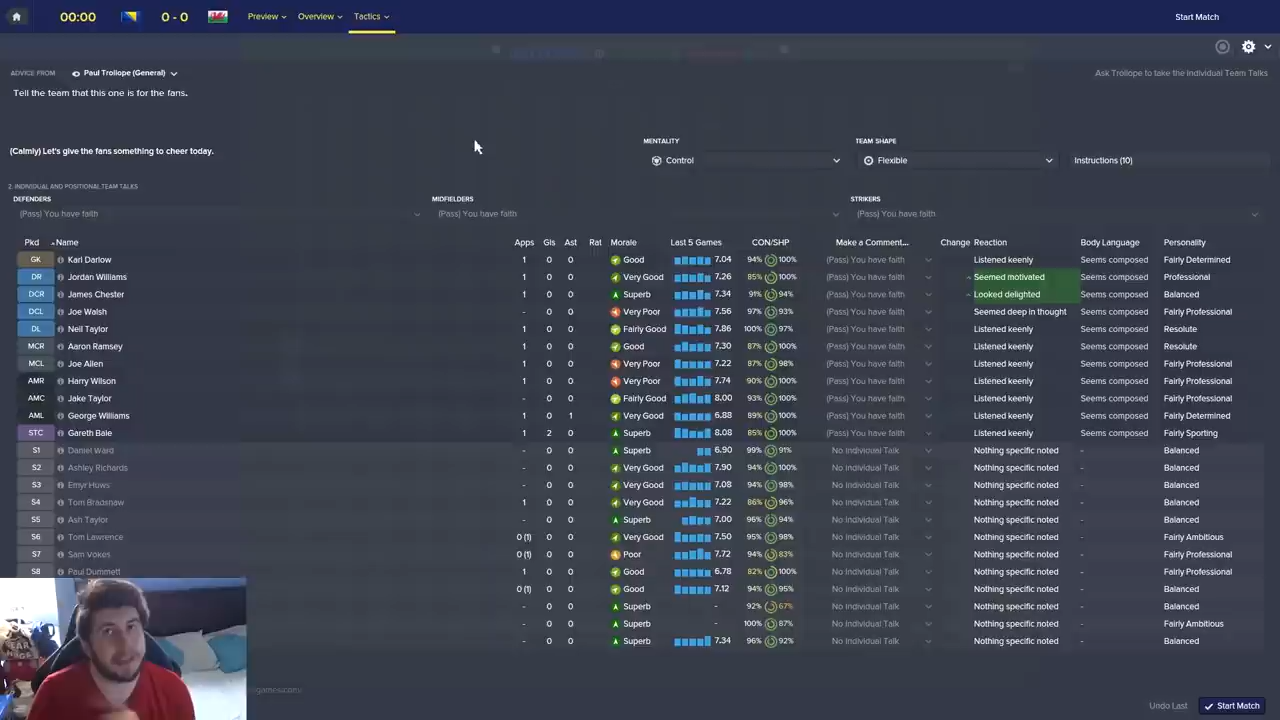 00:00 0 - 0 Preview Overview Tactics Start Match
ADVICE FROM Paul Trollope (General) Ask Trollope to take the Individual Team Talks
Tell the team that this one is for the fans.
MENTALITY TEAM SHAPE
(Calmly) Let's give the fans something to cheer today. Control Flexible Instructions (10)
2. INDIVIDUAL AND POSITIONAL TEAM TALKS
DEFENDERS MIDFIELDERS STRIKERS
(Pass) You have faith (Pass) You have faith (Pass) You have faith
Pkd Name Apps Gls Ast Rat Morale Last 5 Games CON/SHP Make a Comment... Change Reaction Body Language Personality
GK Karl Darlow 1 0 0 Good 7.04 94% 100% (Pass) You have faith Listened keenly Seems composed Fairly Determined
DR Jordan Williams 1 0 0 Very Good 7.26 85% 100% (Pass) You have faith Seemed motivated Seems composed Professional
DCR James Chester 1 0 0 Superb 7.34 91% 94% (Pass) You have faith Looked delighted Seems composed Balanced
DCL Joe Walsh - 0 0 Very Poor 7.56 97% 93% (Pass) You have faith Seemed deep in thought Seems composed Fairly Professional
DL Neil Taylor 1 0 0 Fairly Good 7.86 100% 97% (Pass) You have faith Listened keenly Seems composed Resolute
MCR Aaron Ramsey 1 0 0 Good 7.30 87% 100% (Pass) You have faith Listened keenly Seems composed Resolute
MCL Joe Allen 1 0 0 Very Poor 7.22 87% 98% (Pass) You have faith Listened keenly Seems composed Fairly Professional
AMR Harry Wilson 1 0 0 Very Poor 7.74 90% 100% (Pass) You have faith Listened keenly Seems composed Fairly Professional
AMC Jake Taylor - 0 0 Fairly Good 8.00 93% 100% (Pass) You have faith Listened keenly Seems composed Fairly Professional
AML George Williams 1 0 1 Very Good 6.88 89% 100% (Pass) You have faith Listened keenly Seems composed Fairly Determined
STC Gareth Bale 1 2 0 Superb 8.08 85% 100% (Pass) You have faith Listened keenly Seems composed Fairly Sporting
S1 Daniel Ward - 0 0 Superb 6.90 99% 91% No Individual Talk Nothing specific noted - Balanced
S2 Ashley Richards - 0 0 Very Good 7.90 94% 100% No Individual Talk Nothing specific noted - Balanced
S3 Emyr Huws - 0 0 Very Good 7.08 94% 98% No Individual Talk Nothing specific noted - Balanced
S4 Tom Bradshaw 1 0 0 Very Good 7.22 86% 96% No Individual Talk Nothing specific noted - Balanced
S5 Ash Taylor - 0 0 Superb 7.00 96% 94% No Individual Talk Nothing specific noted - Balanced
S6 Tom Lawrence 0 (1) 0 0 Very Good 7.50 95% 98% No Individual Talk Nothing specific noted - Fairly Ambitious
S7 Sam Vokes 0 (1) 0 0 Poor 7.72 94% 83% No Individual Talk Nothing specific noted - Fairly Professional
S8 Paul Dummett 1 0 0 Good 6.78 82% 100% No Individual Talk Nothing specific noted - Fairly Professional
0 (1) 0 0 Good 7.12 94% 95% No Individual Talk Nothing specific noted - Balanced
- 0 0 Superb - 92% 67% No Individual Talk Nothing specific noted - Balanced
- 0 0 Superb - 100% 87% No Individual Talk Nothing specific noted - Fairly Ambitious
- 0 0 Superb 7.34 96% 92% No Individual Talk Nothing specific noted - Balanced
Undo Last Start Match